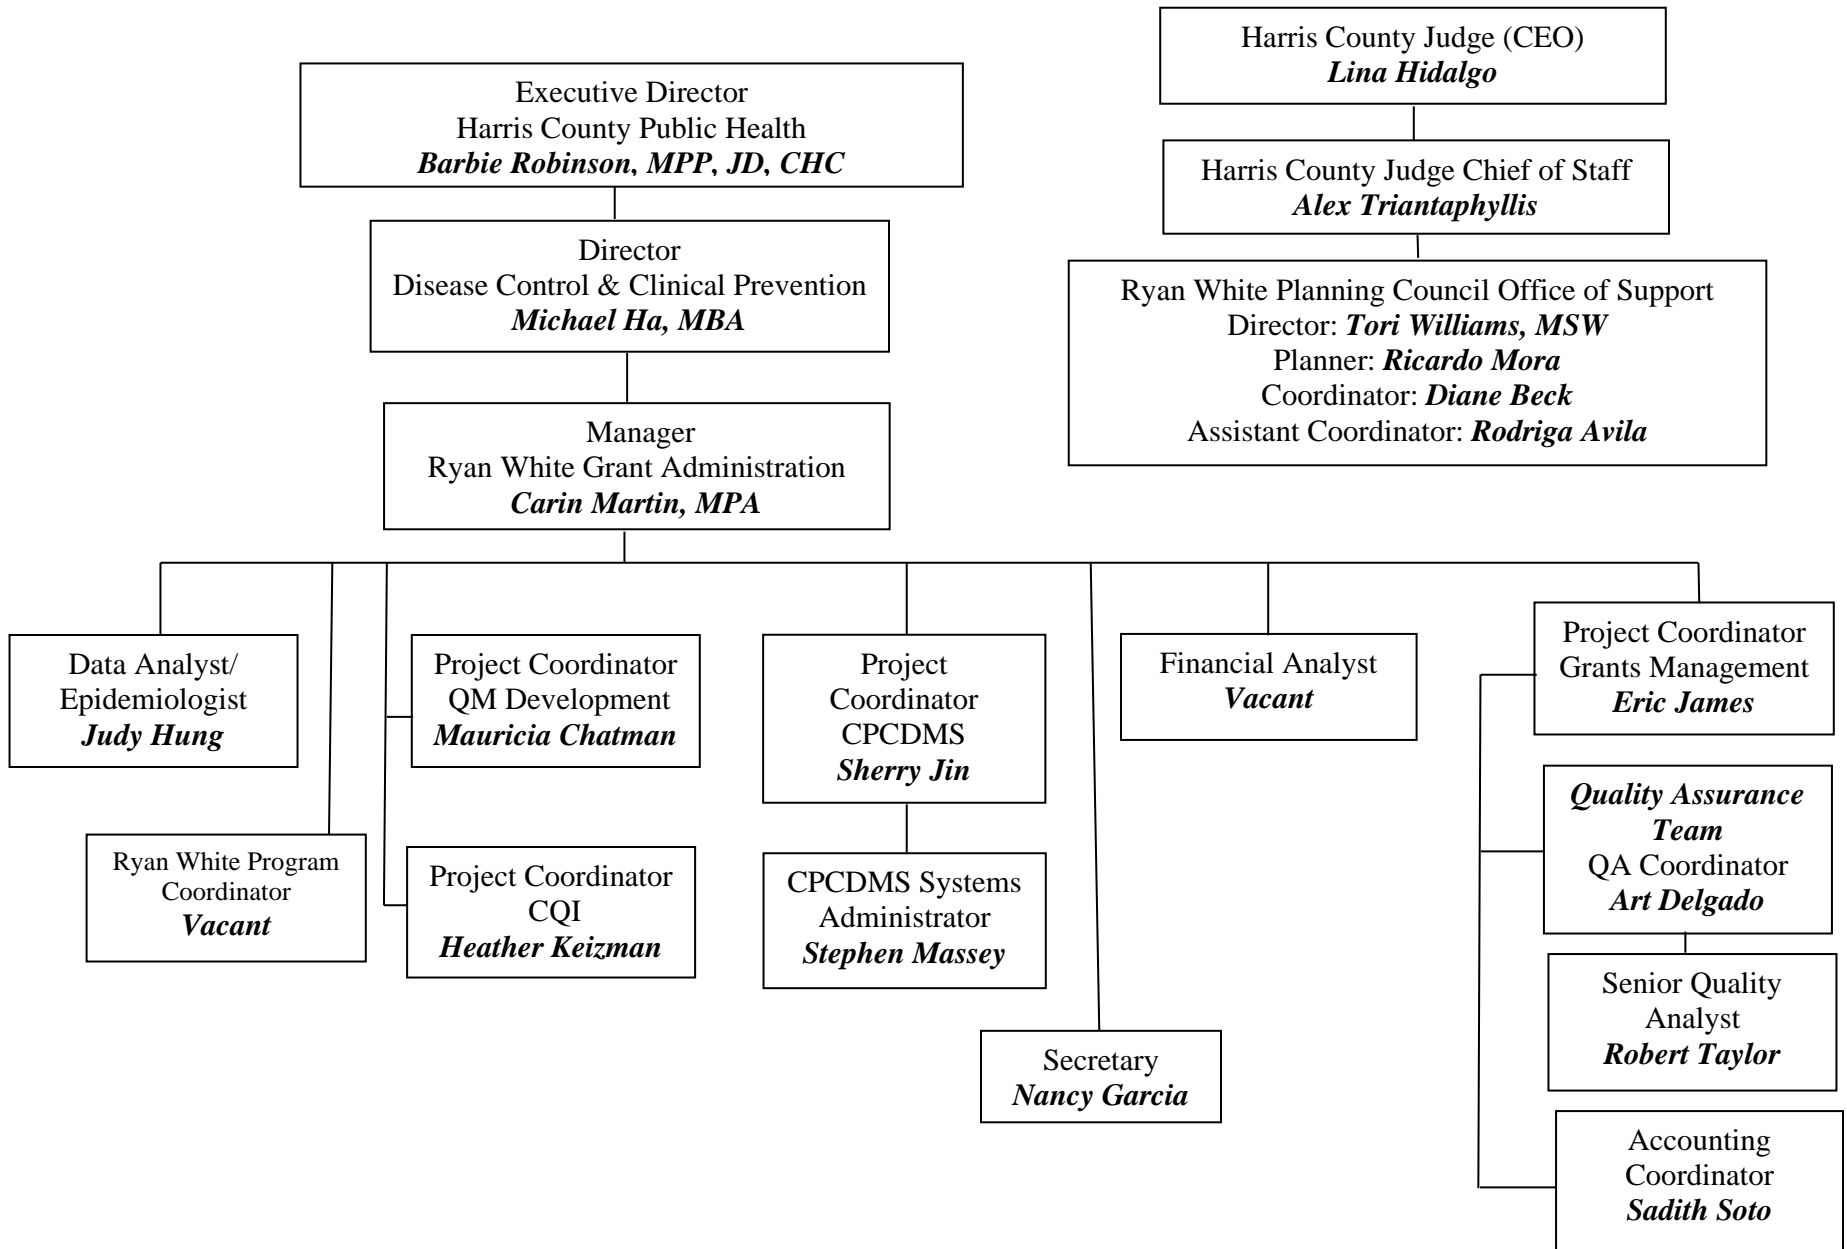 Harris County Judge (CEO)
Lina Hidalgo
Executive Director
Harris County Public Health
Barbie Robinson, MPP, JD, CHC
Harris County Judge Chief of Staff
Alex Triantaphyllis
Director
Disease Control & Clinical Prevention
Michael Ha, MBA
Ryan White Planning Council Office of Support
Director: Tori Williams, MSW
Planner: Ricardo Mora
Coordinator: Diane Beck
Assistant Coordinator: Rodriga Avila
Manager
Ryan White Grant Administration
Carin Martin, MPA
Data Analyst/
Epidemiologist
Judy Hung
Project Coordinator
QM Development
Mauricia Chatman
Project
Coordinator
CPCDMS
Sherry Jin
Financial Analyst
Vacant
Project Coordinator
Grants Management
Eric James
Ryan White Program
Coordinator
Vacant
Project Coordinator
CQI
Heather Keizman
CPCDMS Systems
Administrator
Stephen Massey
Quality Assurance
Team
QA Coordinator
Art Delgado
Senior Quality
Analyst
Robert Taylor
Secretary
Nancy Garcia
Accounting
Coordinator
Sadith Soto